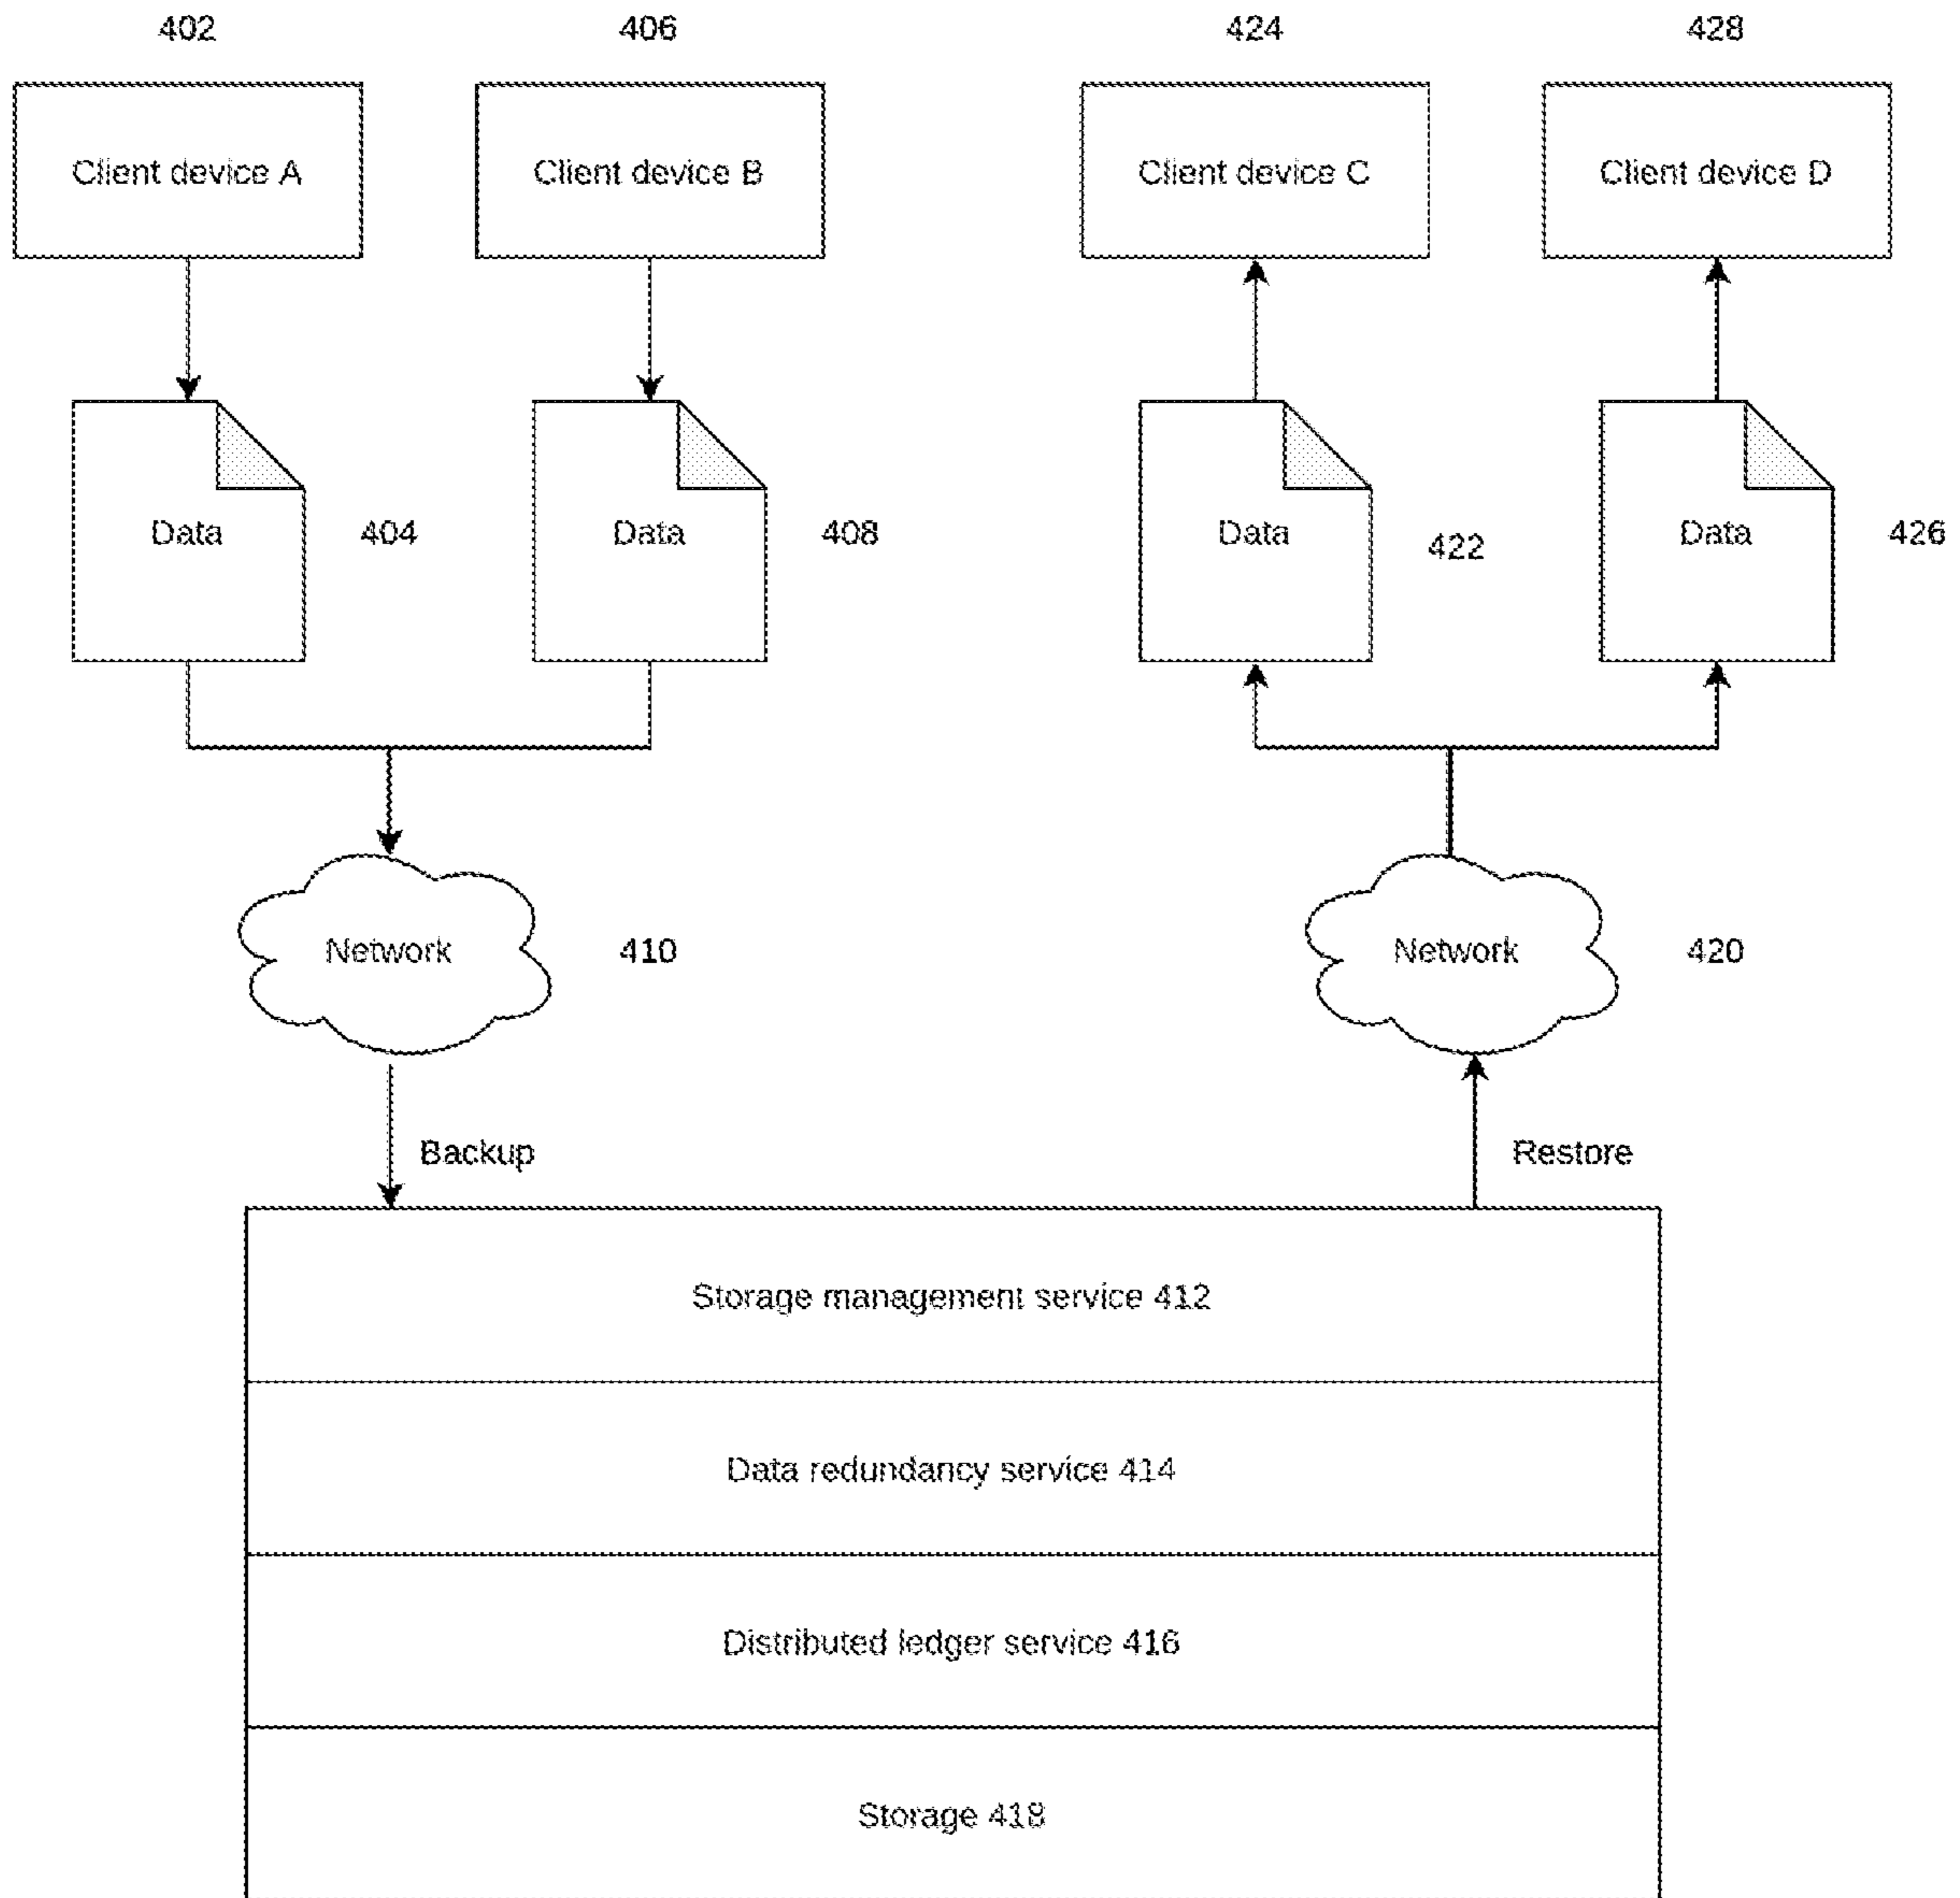 402
406
424
428
Client device A
Client device B
Client device C
Client device D
Data
404
Data
408
Data
422
Data
426
Network
410
Network
420
Backup
Restore
Storage management service 412
Data redundancy service 414
Distributed ledger service 416
Storage 418